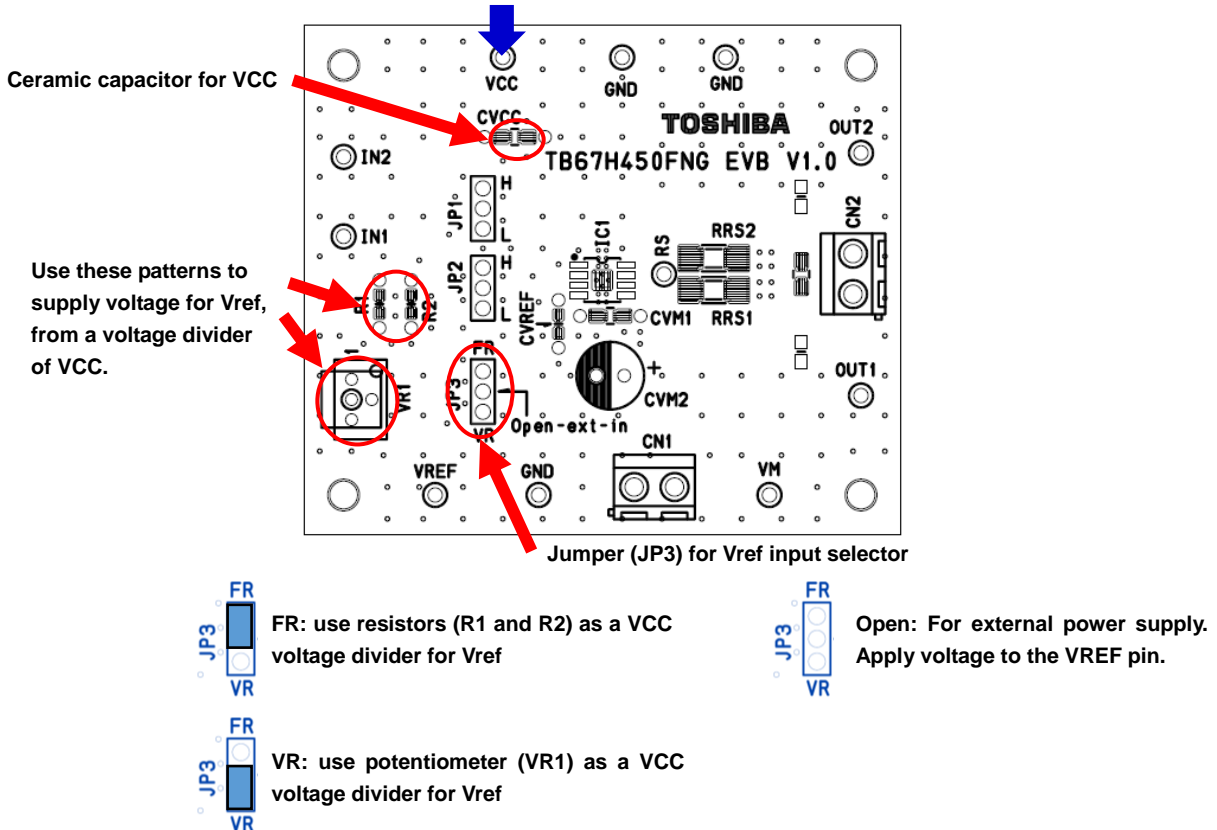 VCC
GND
GND
Ceramic capacitor for VCC
CVCC
TOSHIBA
OUT2
IN2
TB67H450FNG EVB V1.0
H
JP1
L
CN2
IN1
IC1
RS
RRS2
Use these patterns to
supply voltage for Vref,
from a voltage divider
of VCC.
H
JP2
L
R1
R2
CVREF
CVM1
RRS1
1
VR1
FR
JP3
VR
Open-ext-in
+
CVM2
OUT1
CN1
VREF
GND
VM
Jumper (JP3) for Vref input selector
FR
JP3
VR
FR: use resistors (R1 and R2) as a VCC
voltage divider for Vref
FR
JP3
VR
Open: For external power supply.
Apply voltage to the VREF pin.
FR
JP3
VR
VR: use potentiometer (VR1) as a VCC
voltage divider for Vref